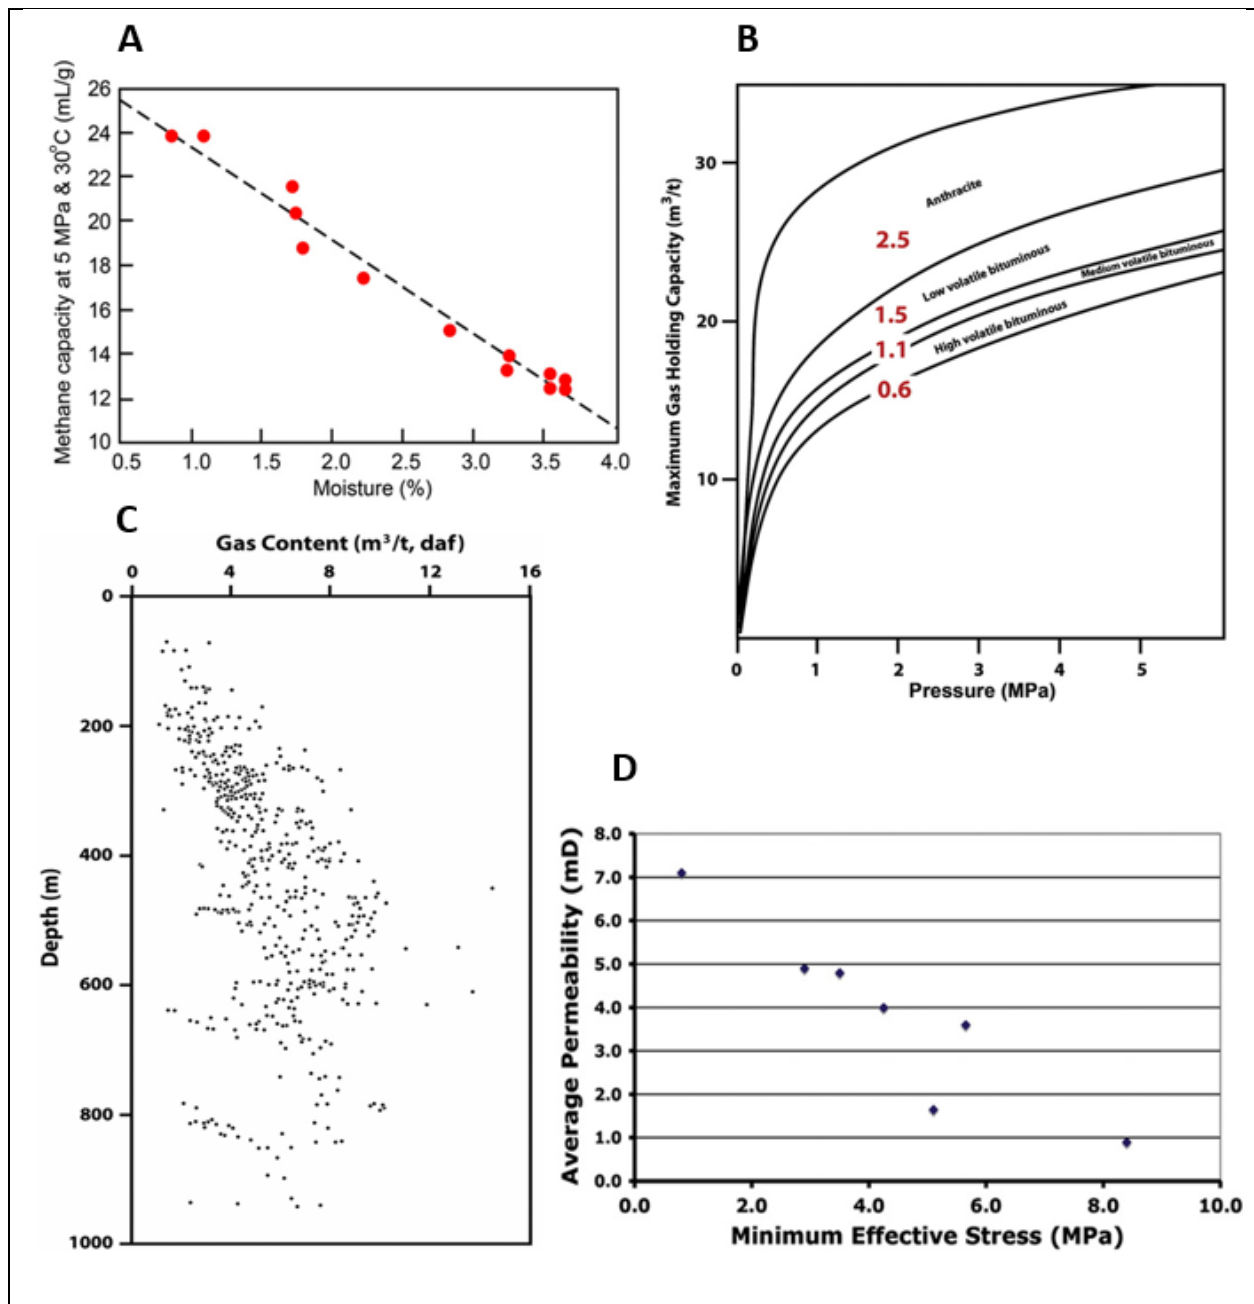 A
Methane capacity at 5 MPa & 30°C (mL/g)
26
24
22
20
18
16
14
12
10
0.5 1.0 1.5 2.0 2.5 3.0 3.5 4.0
Moisture (%)
B
Maximum Gas Holding Capacity (m³/t)
30
20
10
Anthracite
2.5
Low volatile bituminous
1.5
Medium volatile bituminous
1.1
High volatile bituminous
0.6
0 1 2 3 4 5
Pressure (MPa)
C
Gas Content (m³/t, daf)
0 4 8 12 16
Depth (m)
0
200
400
600
800
1000
D
Average Permeability (mD)
8.0
7.0
6.0
5.0
4.0
3.0
2.0
1.0
0.0
0.0 2.0 4.0 6.0 8.0 10.0
Minimum Effective Stress (MPa)